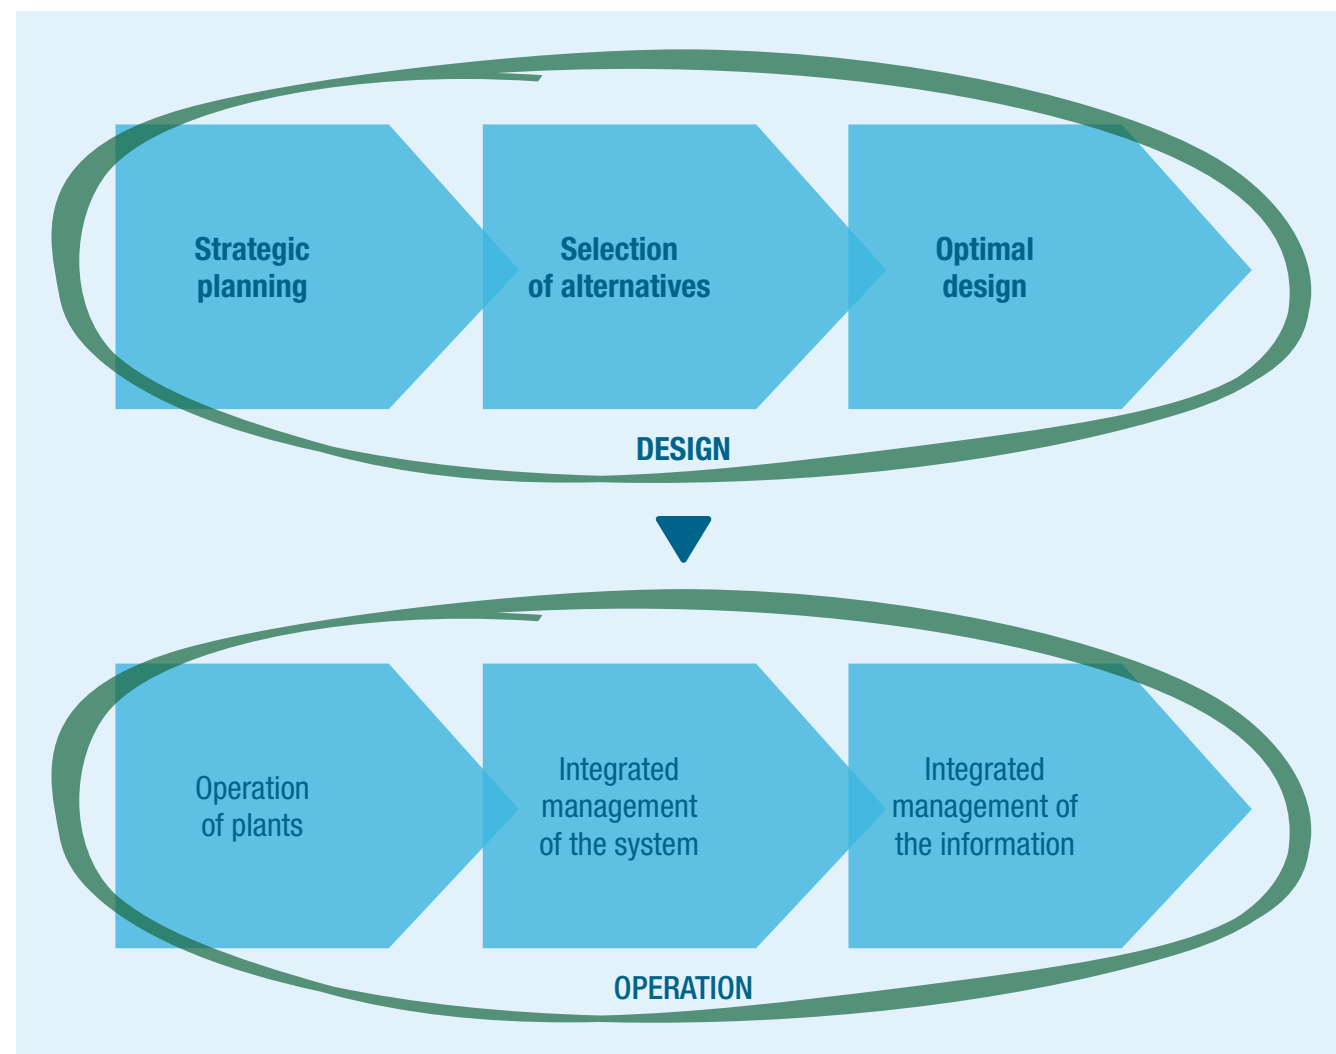 Strategic
planning
Selection
of alternatives
Optimal
design
DESIGN
Operation
of plants
Integrated
management
of the system
Integrated
management of
the information
OPERATION